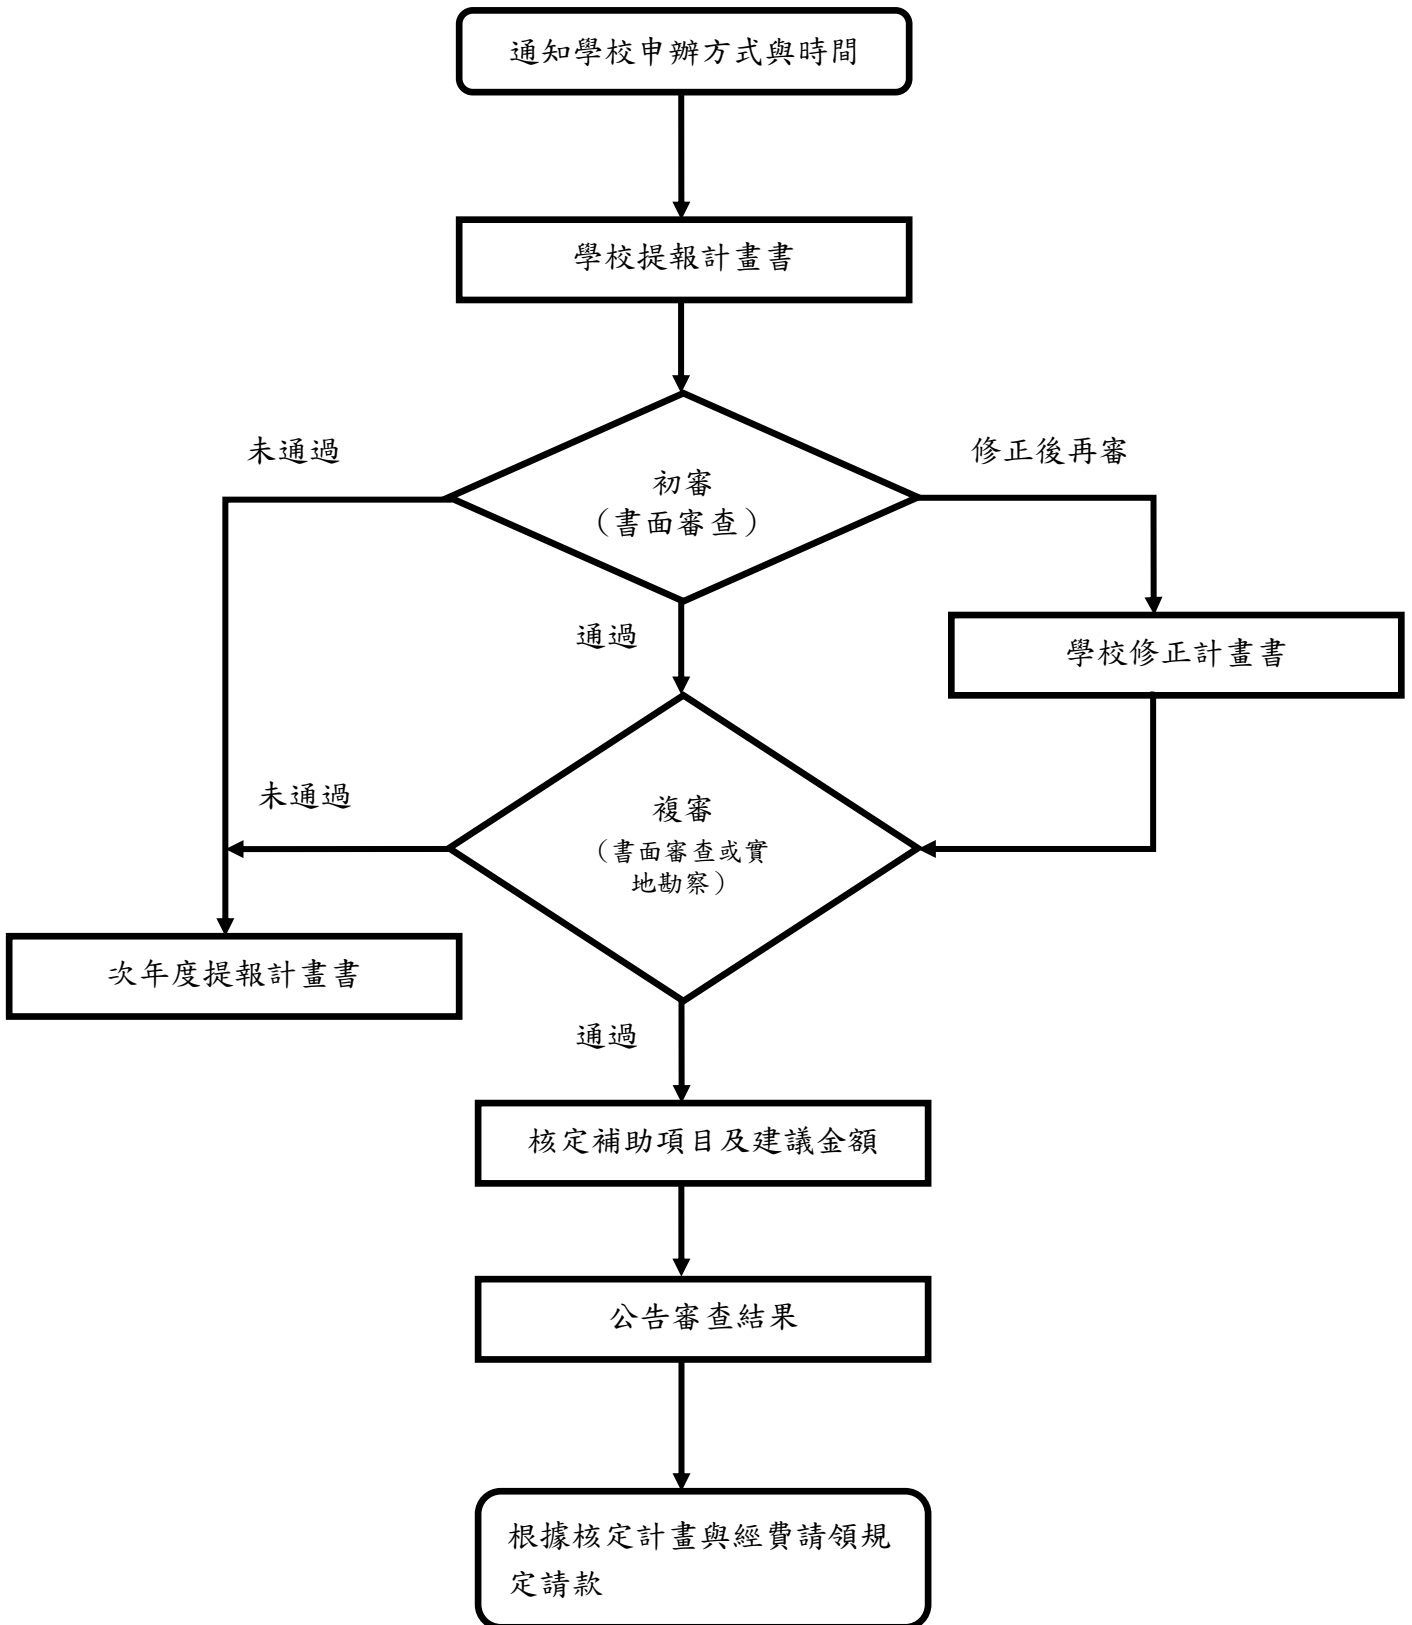 通知學校申辦方式與時間
學校提報計畫書
未通過
修正後再審
初審
（書面審查）
通過
學校修正計畫書
未通過
複審
（書面審查或實
地勘察）
次年度提報計畫書
通過
核定補助項目及建議金額
公告審查結果
根據核定計畫與經費請領規
定請款